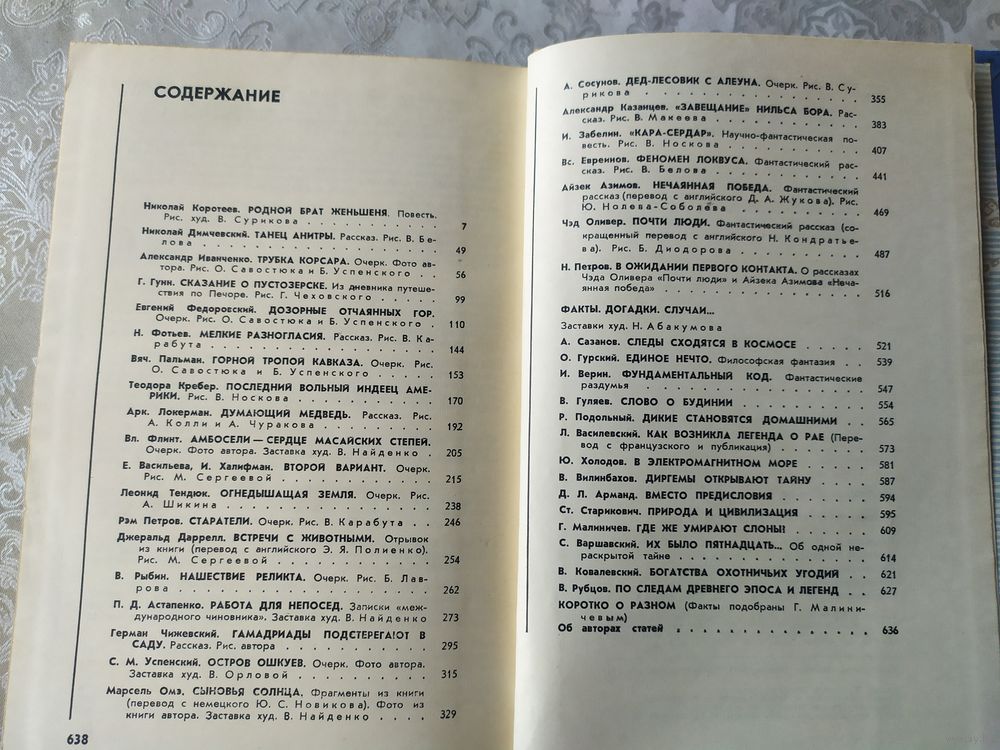 СОДЕРЖАНИЕ
Николай Коротеев. РОДНОЙ БРАТ ЖЕНЬШЕНЯ. Повесть.
Рис. худ. В. Сурикова . . . . . . . . . 7
Николай Димчевский. ТАНЕЦ АНИТРЫ. Рассказ. Рис. В. Бе-
лова . . . . . . . . . . . . . . . 49
Александр Иванченко. ТРУБКА КОРСАРА. Очерк. Фото ав-
тора. Рис. О. Савостюка и Б. Успенского . . 56
Г. Гунн. СКАЗАНИЕ О ПУСТОЗЕРСКЕ. Из дневника путеше-
ствия по Печоре. Рис. Г. Чеховского . . . . 99
Евгений Федоровский. ДОЗОРНЫЕ ОТЧАЯННЫХ ГОР.
Очерк. Рис. О. Савостюка и Б. Успенского . 110
Н. Фотьев. МЕЛКИЕ РАЗНОГЛАСИЯ. Рассказ. Рис. В. Ка-
рабута . . . . . . . . . . . . . . 144
Вяч. Пальман. ГОРНОЙ ТРОПОЙ КАВКАЗА. Очерк. Рис.
О. Савостюка и Б. Успенского . . . . . 153
Теодора Кребер. ПОСЛЕДНИЙ ВОЛЬНЫЙ ИНДЕЕЦ АМЕ-
РИКИ. Рис. В. Носкова . . . . . . . . . 170
Арк. Локерман. ДУМАЮЩИЙ МЕДВЕДЬ. Рассказ. Рис.
А. Колли и А. Чуракова . . . . . . . . 192
Вл. Флинт. АМБОСЕЛИ — СЕРДЦЕ МАСАЙСКИХ СТЕПЕЙ.
Очерк. Фото автора. Заставка худ. В. Найденко . 205
Е. Васильева, И. Халифман. ВТОРОЙ ВАРИАНТ. Очерк.
Рис. М. Сергеевой . . . . . . . . . . 215
Леонид Тендюк. ОГНЕДЫШАЩАЯ ЗЕМЛЯ. Очерк. Рис.
А. Шикина . . . . . . . . . . . . . 238
Рэм Петров. СТАРАТЕЛИ. Очерк. Рис. В. Карабута . . 246
Джеральд Даррелл. ВСТРЕЧИ С ЖИВОТНЫМИ. Отрывок
из книги (перевод с английского Э. Я. Полиенко).
Рис. М. Сергеевой . . . . . . . . . . 254
В. Рыбин. НАШЕСТВИЕ РЕЛИКТА. Очерк. Рис. Б. Лав-
рова . . . . . . . . . . . . . . . 262
П. Д. Астапенко. РАБОТА ДЛЯ НЕПОСЕД. Записки «меж-
дународного чиновника». Заставка худ. В. Найденко 273
Герман Чижевский. ГАМАДРИАДЫ ПОДСТЕРЕГАЮТ В
САДУ. Рассказ. Рис. автора . . . . . . . . 295
С. М. Успенский. ОСТРОВ ОШКУЕВ. Очерк. Фото автора.
Заставка худ. В. Орловой . . . . . . . . 315
Марсель Омэ. СЫНОВЬЯ СОЛНЦА. Фрагменты из книги
(перевод с немецкого Ю. С. Новикова). Фото из
книги автора. Заставка худ. В. Найденко . . . . 329
638
А. Сосунов. ДЕД-ЛЕСОВИК С АЛЕУНА. Очерк. Рис. В. Су-
рикова . . . . . . . . . . . . . . 355
Александр Казанцев. «ЗАВЕЩАНИЕ» НИЛЬСА БОРА. Рас-
сказ. Рис. В. Макеева . . . . . . . . . 383
И. Забелин. «КАРА-СЕРДАР». Научно-фантастическая по-
весть. Рис. В. Носкова . . . . . . . . . 407
Вс. Евреинов. ФЕНОМЕН ЛОКВУСА. Фантастический рас-
сказ. Рис. В. Белова . . . . . . . . . . 441
Айзек Азимов. НЕЧАЯННАЯ ПОБЕДА. Фантастический
рассказ (перевод с английского Д. А. Жукова). Рис.
Ю. Нолева-Соболева . . . . . . . . . . 469
Чэд Оливер. ПОЧТИ ЛЮДИ. Фантастический рассказ (со-
кращенный перевод с английского Н. Кондратье-
ва). Рис. Б. Диодорова . . . . . . . . . 487
Н. Петров. В ОЖИДАНИИ ПЕРВОГО КОНТАКТА. О рассказах
Чэда Оливера «Почти люди» и Айзека Азимова «Неча-
янная победа» . . . . . . . . . . . . 516
ФАКТЫ. ДОГАДКИ. СЛУЧАИ...
Заставки худ. Н. Абакумова
А. Сазанов. СЛЕДЫ СХОДЯТСЯ В КОСМОСЕ . . . . . 521
О. Гурский. ЕДИНОЕ НЕЧТО. Философская фантазия . . 539
И. Верин. ФУНДАМЕНТАЛЬНЫЙ КОД. Фантастические
раздумья . . . . . . . . . . . . . 547
В. Гуляев. СЛОВО О БУДИНИИ . . . . . . . . 554
Р. Подольный. ДИКИЕ СТАНОВЯТСЯ ДОМАШНИМИ . . 565
Л. Василевский. КАК ВОЗНИКЛА ЛЕГЕНДА О РАЕ (Пере-
вод с французского и публикация) . . . . . . 573
Ю. Холодов. В ЭЛЕКТРОМАГНИТНОМ МОРЕ . . . . . 581
В. Вилинбахов. ДИРГЕМЫ ОТКРЫВАЮТ ТАЙНУ . . . . 587
Д. Л. Арманд. ВМЕСТО ПРЕДИСЛОВИЯ . . . . . . 594
Ст. Старикович. ПРИРОДА И ЦИВИЛИЗАЦИЯ . . . . 595
Г. Малиничев. ГДЕ ЖЕ УМИРАЮТ СЛОНЫ! . . . . . 609
С. Варшавский. ИХ БЫЛО ПЯТНАДЦАТЬ... Об одной не-
раскрытой тайне . . . . . . . . . . . 614
В. Ковалевский. БОГАТСТВА ОХОТНИЧЬИХ УГОДИЙ . . 621
В. Рубцов. ПО СЛЕДАМ ДРЕВНЕГО ЭПОСА И ЛЕГЕНД . . 627
КОРОТКО О РАЗНОМ (Факты подобраны Г. Малини-
чевым)
Об авторах статей . . . . . . . . . . . 636